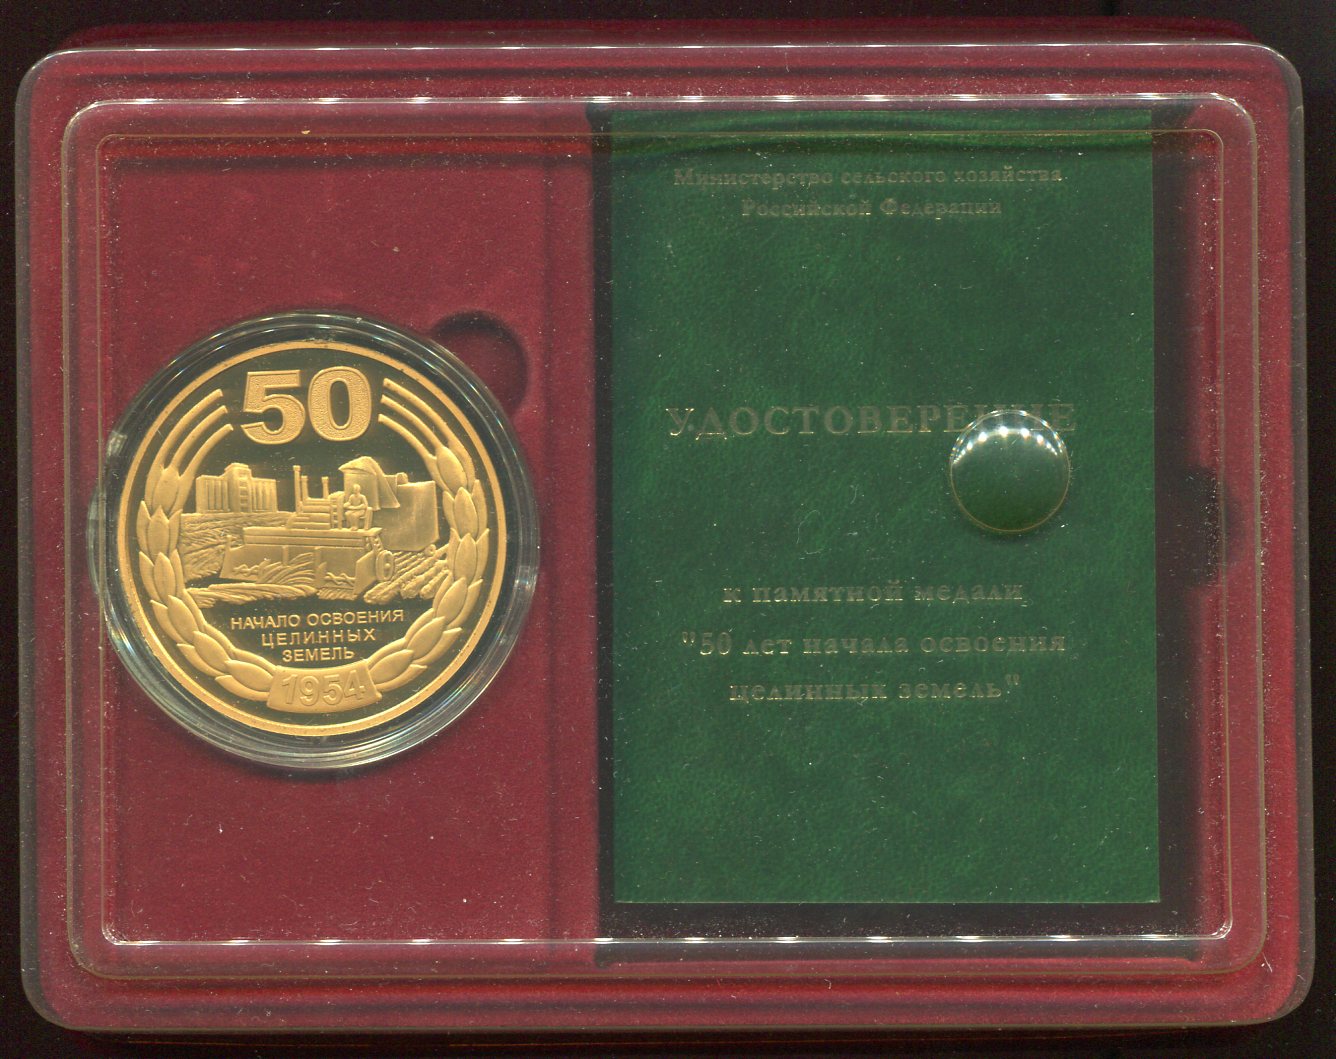 50
НАЧАЛО ОСВОЕНИЯ
ЦЕЛИННЫХ
ЗЕМЕЛЬ
1954
Министерство сельского хозяйства
Российской Федерации
УДОСТОВЕРЕНИЕ
к памятной медали
"50 лет начала освоения
целинных земель"